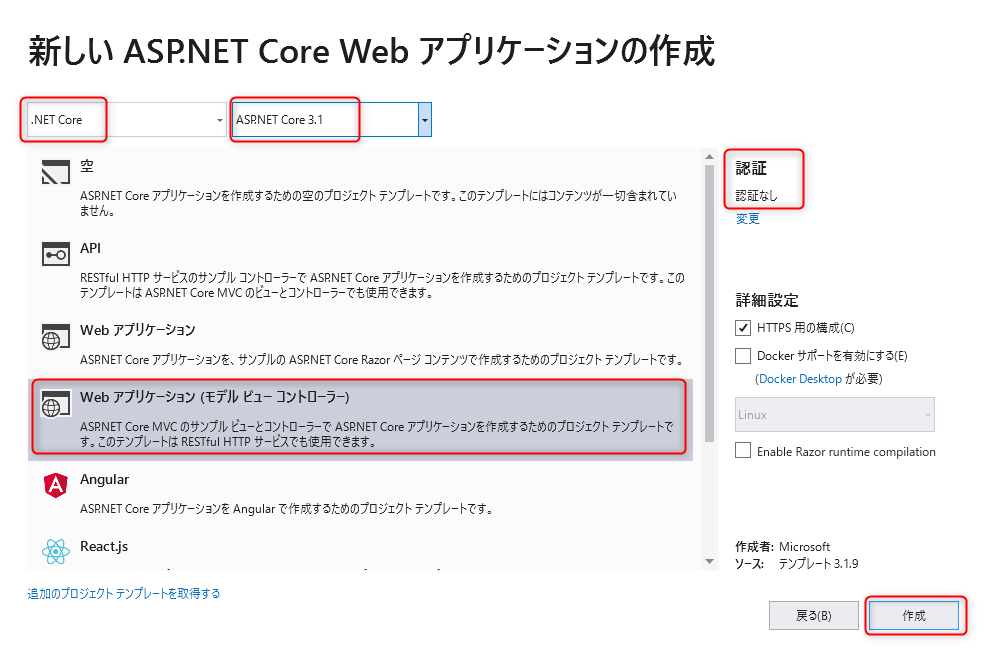 新しい ASP.NET Core Web アプリケーションの作成
.NET Core
ASP.NET Core 3.1
空
ASP.NET Core アプリケーションを作成するための空のプロジェクト テンプレートです。このテンプレートにはコンテンツが一切含まれてい
ません。
API
RESTful HTTP サービスのサンプル コントローラーで ASP.NET Core アプリケーションを作成するためのプロジェクト テンプレートです。この
テンプレートは ASP.NET Core MVC のビューとコントローラーでも使用できます。
Web アプリケーション
ASP.NET Core アプリケーションを、サンプルの ASP.NET Core Razor ページ コンテンツで作成するためのプロジェクト テンプレートです。
Web アプリケーション (モデル ビュー コントローラー)
ASP.NET Core MVC のサンプル ビューとコントローラーで ASP.NET Core アプリケーションを作成するためのプロジェクト テンプレートで
す。このテンプレートは RESTful HTTP サービスでも使用できます。
Angular
ASP.NET Core アプリケーションを Angular で作成するためのプロジェクト テンプレートです。
React.js
追加のプロジェクト テンプレートを取得する
認証
認証なし
変更
詳細設定
HTTPS 用の構成(C)
Docker サポートを有効にする(E)
(Docker Desktop が必要)
Linux
Enable Razor runtime compilation
作成者: Microsoft
ソース: テンプレート 3.1.9
戻る(B)
作成